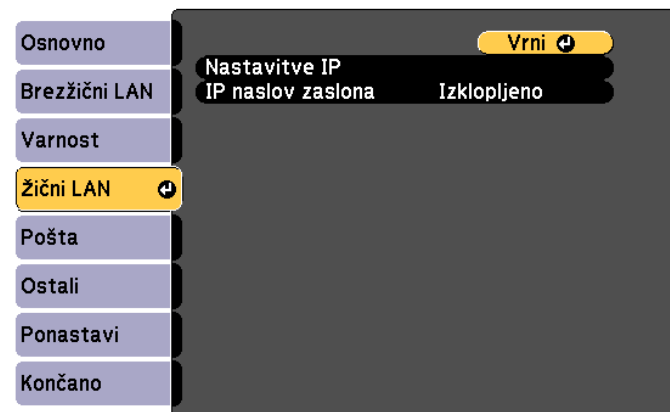 Osnovno
Brezžični LAN
Varnost
Žični LAN
Pošta
Ostali
Ponastavi
Končano
Vrni
Nastavitve IP
IP naslov zaslona Izklopljeno